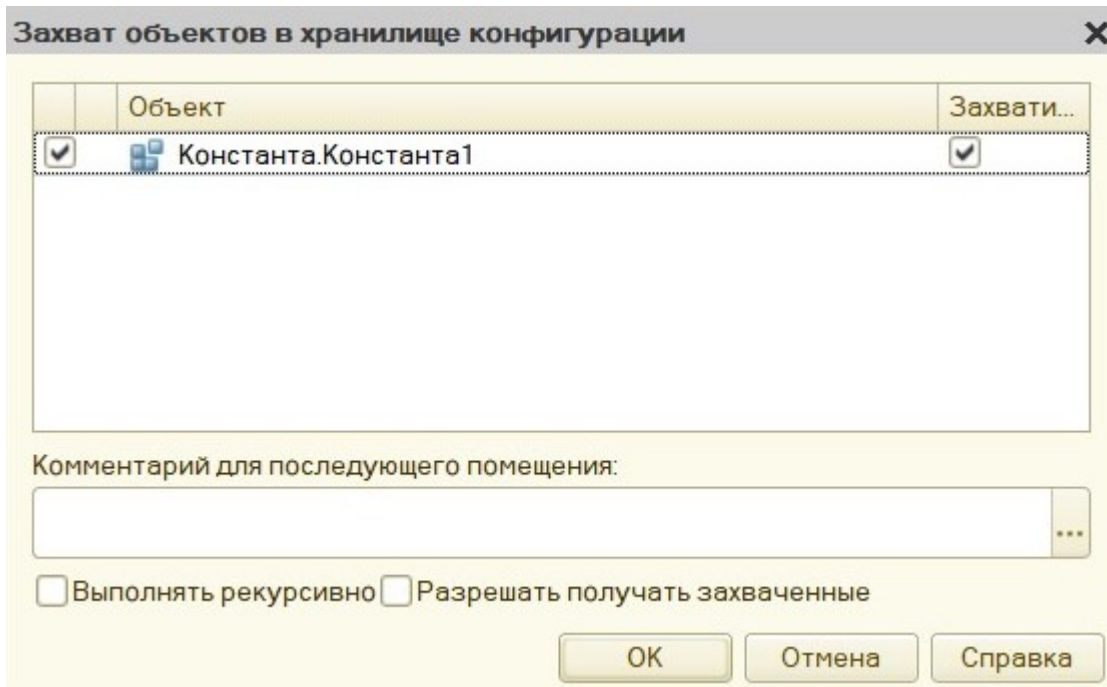 Захват объектов в хранилище конфигурации
Объект Захвати...
Константа.Константа1
Комментарий для последующего помещения:
...
Выполнять рекурсивно Разрешать получать захваченные
OK Отмена Справка